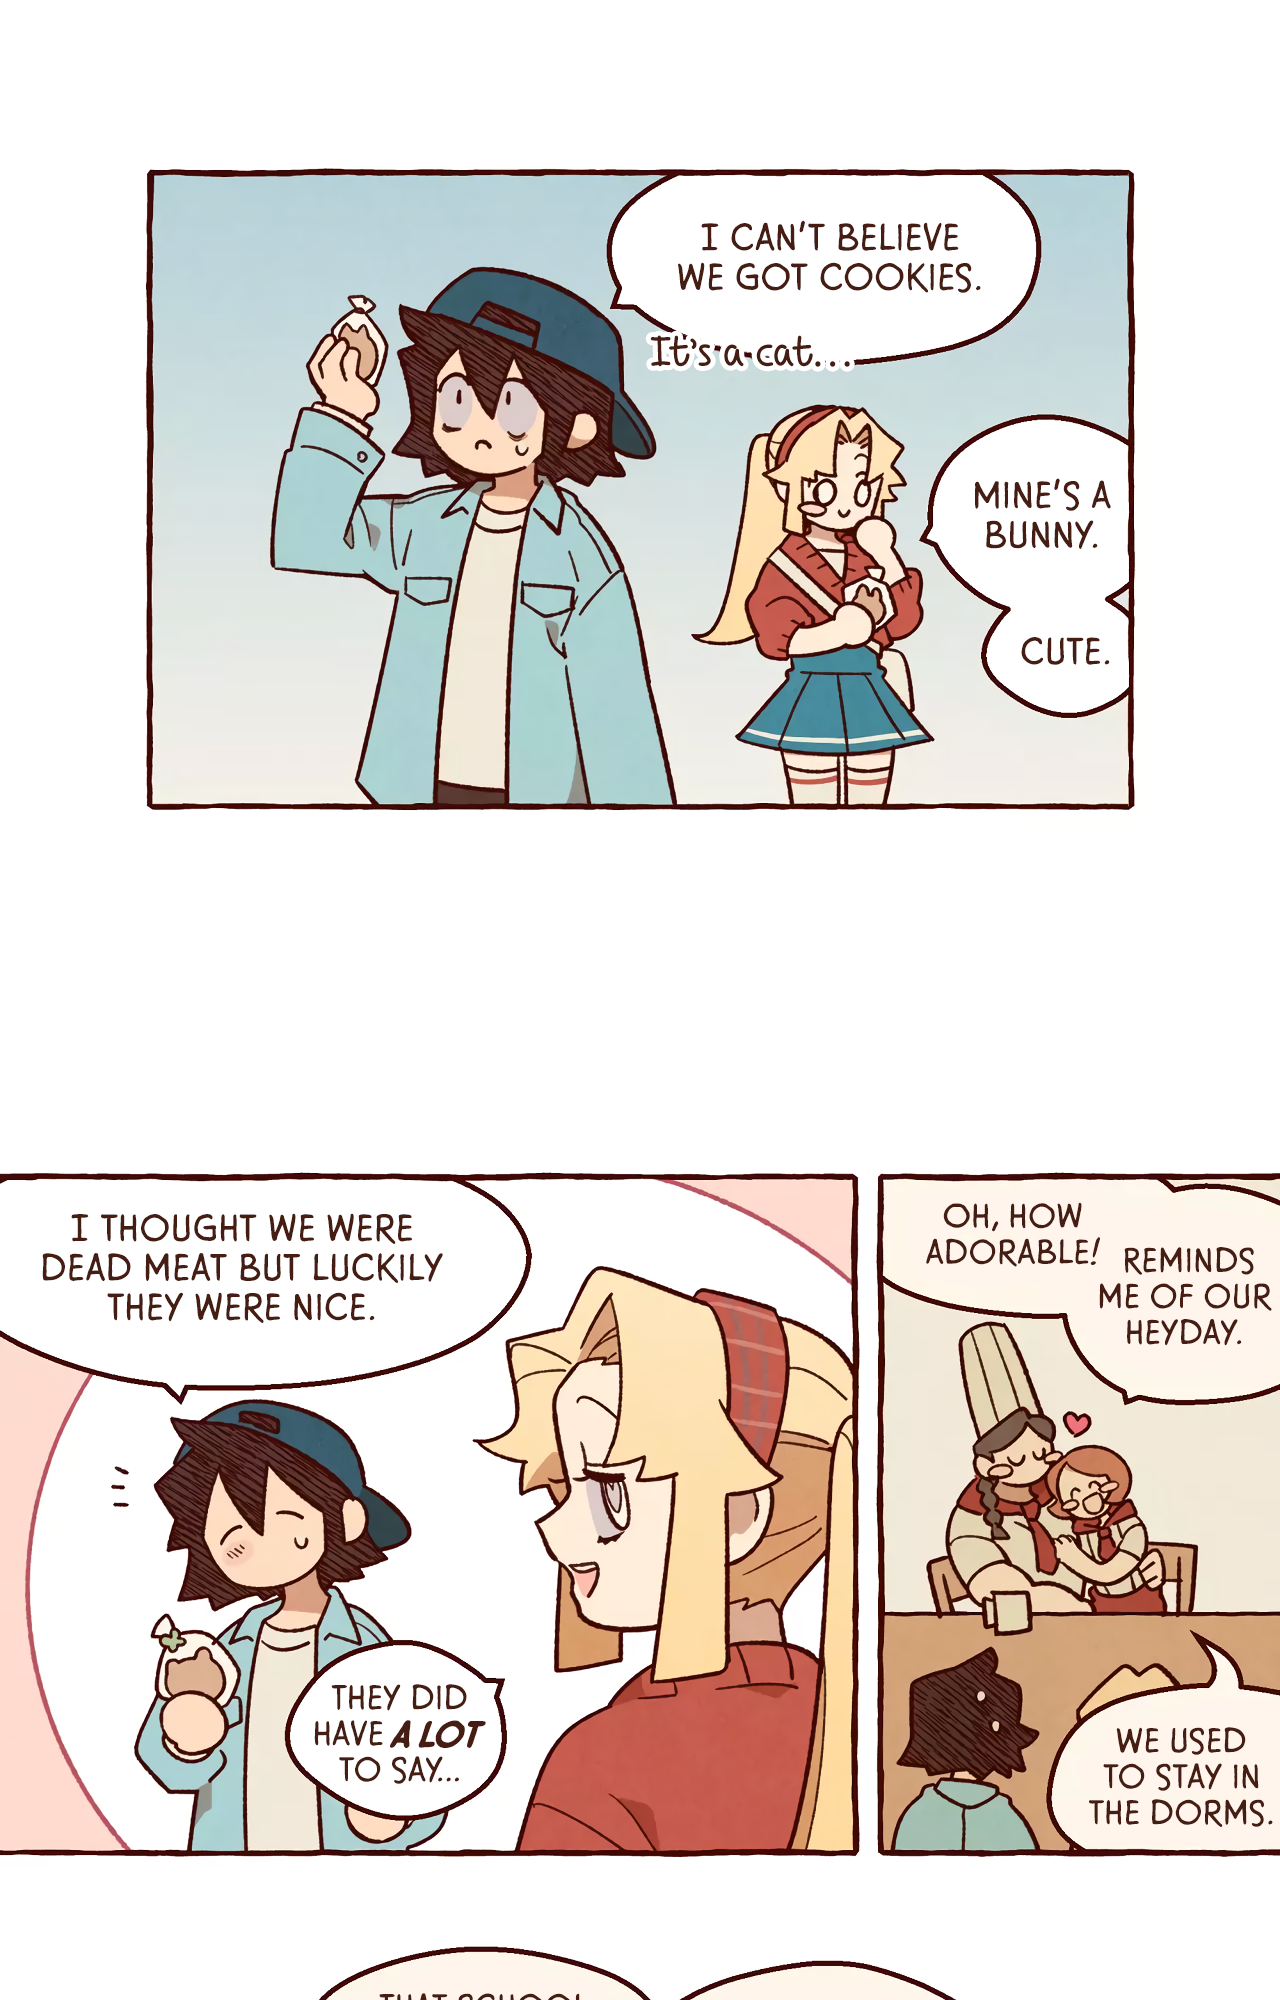 I CAN'T BELIEVE
WE GOT COOKIES.
It's a cat...
MINE'S A
BUNNY.
CUTE.
I THOUGHT WE WERE
DEAD MEAT BUT LUCKILY
THEY WERE NICE.
THEY DID
HAVE A LOT
TO SAY...
OH, HOW
ADORABLE!
REMINDS
ME OF OUR
HEYDAY.
WE USED
TO STAY IN
THE DORMS.
THAT SCHOOL